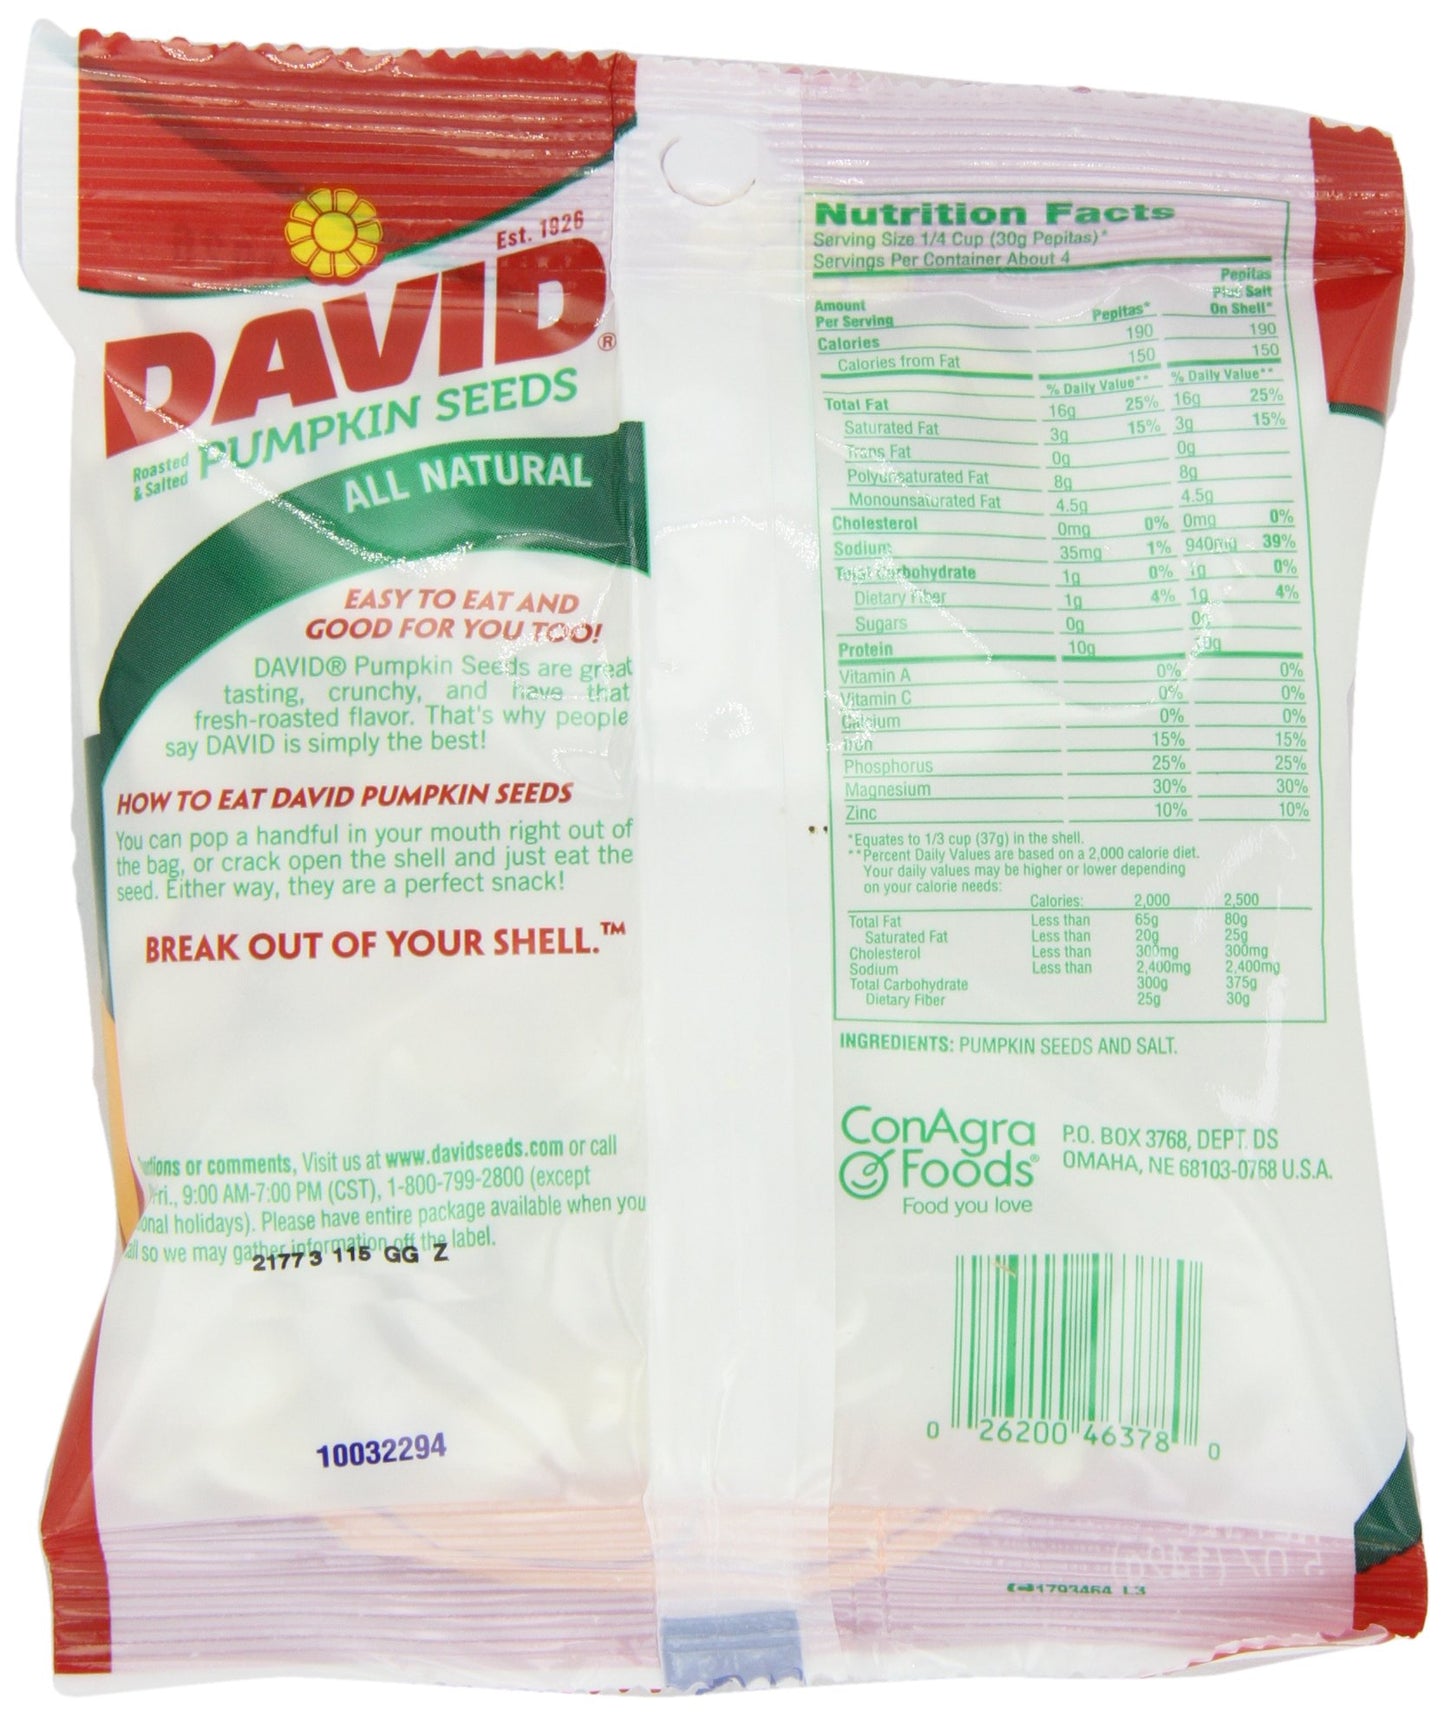 Est. 1926
DAVID®
Roasted & Salted
PUMPKIN SEEDS
ALL NATURAL
EASY TO EAT AND
GOOD FOR YOU TOO!
DAVID® Pumpkin Seeds are great
tasting, crunchy, and have that
fresh-roasted flavor. That's why people
say DAVID is simply the best!
HOW TO EAT DAVID PUMPKIN SEEDS
You can pop a handful in your mouth right out of
the bag, or crack open the shell and just eat the
seed. Either way, they are a perfect snack!
BREAK OUT OF YOUR SHELL.™
or comments, Visit us at www.davidseeds.com or call
9:00 AM-7:00 PM (CST), 1-800-799-2800 (except
holidays). Please have entire package available when you
so we may gather information off the label.
21773 115 GG Z
10032294
Nutrition Facts
Serving Size 1/4 Cup (30g Pepitas)*
Servings Per Container About 4
Amount Per Serving Pepitas* Pepitas Plus Salt On Shell*
Calories 190 190
Calories from Fat 150 150
% Daily Value** % Daily Value**
Total Fat 16g 25% 16g 25%
Saturated Fat 3g 15% 3g 15%
Trans Fat 0g 0g
Polyunsaturated Fat 8g 8g
Monounsaturated Fat 4.5g 4.5g
Cholesterol 0mg 0% 0mg 0%
Sodium 35mg 1% 940mg 39%
Total Carbohydrate 1g 0% 1g 0%
Dietary Fiber 1g 4% 1g 4%
Sugars 0g 0g
Protein 10g 10g
Vitamin A 0% 0%
Vitamin C 0% 0%
Calcium 0% 0%
Iron 15% 15%
Phosphorus 25% 25%
Magnesium 30% 30%
Zinc 10% 10%
*Equates to 1/3 cup (37g) in the shell.
**Percent Daily Values are based on a 2,000 calorie diet.
Your daily values may be higher or lower depending
on your calorie needs:
Calories: 2,000 2,500
Total Fat Less than 65g 80g
Saturated Fat Less than 20g 25g
Cholesterol Less than 300mg 300mg
Sodium Less than 2,400mg 2,400mg
Total Carbohydrate 300g 375g
Dietary Fiber 25g 30g
INGREDIENTS: PUMPKIN SEEDS AND SALT.
ConAgra
Foods®
Food you love
P.O. BOX 3768, DEPT. DS
OMAHA, NE 68103-0768 U.S.A.
0 26200 46378 0
1793464 L3